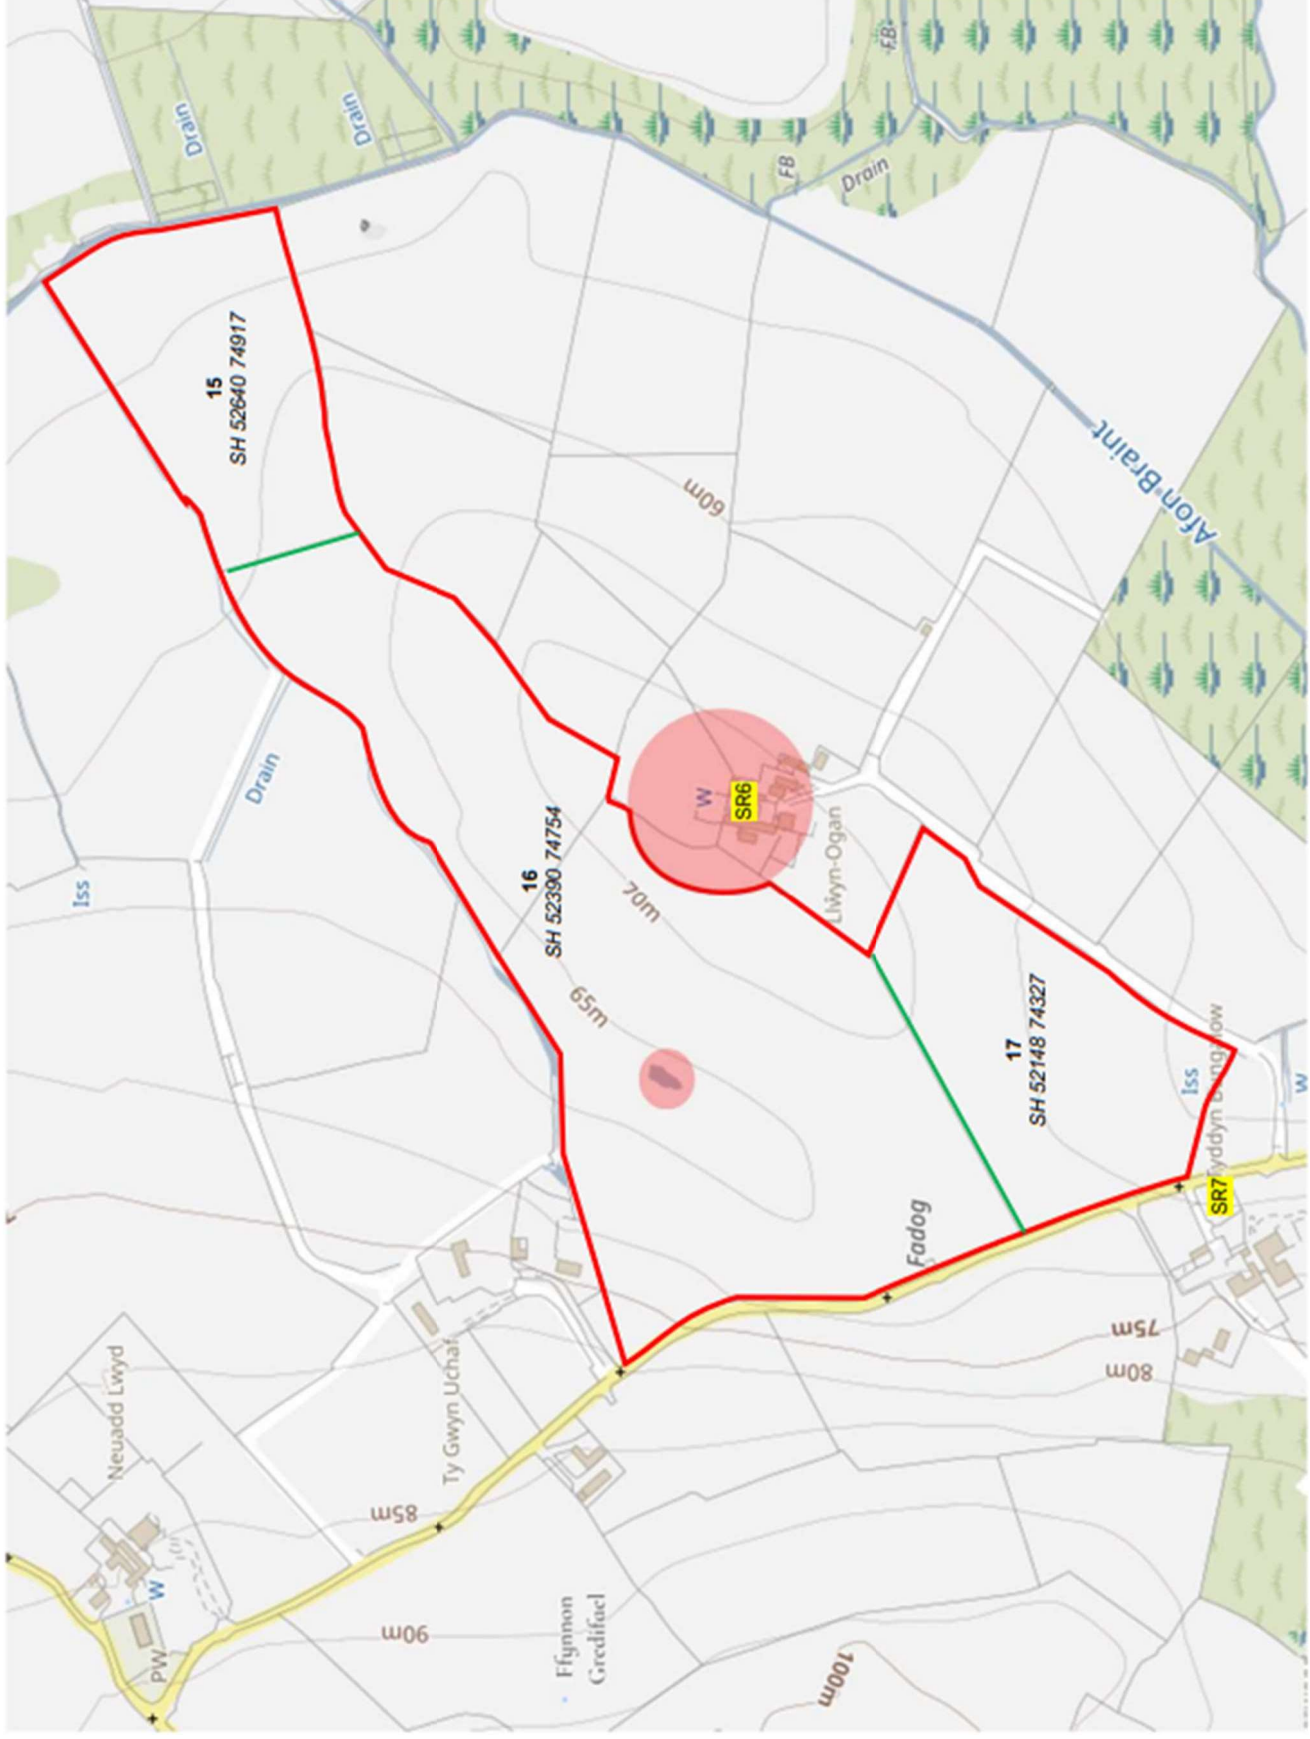 Drain
Drain
FB
FB
Drain
15
SH 52640 74917
60m
Afon Braint
Drain
Iss
16
SH 52390 74754
W
SR6
Llwyn-Ogan
70m
65m
17
SH 52148 74327
Iss
Tyddyn Bungalow
W
SR7
Fadog
75m
80m
Neuadd Lwyd
Ty Gwyn Uchaf
85m
W
PW
90m
Ffynnon
Gredifael
100m